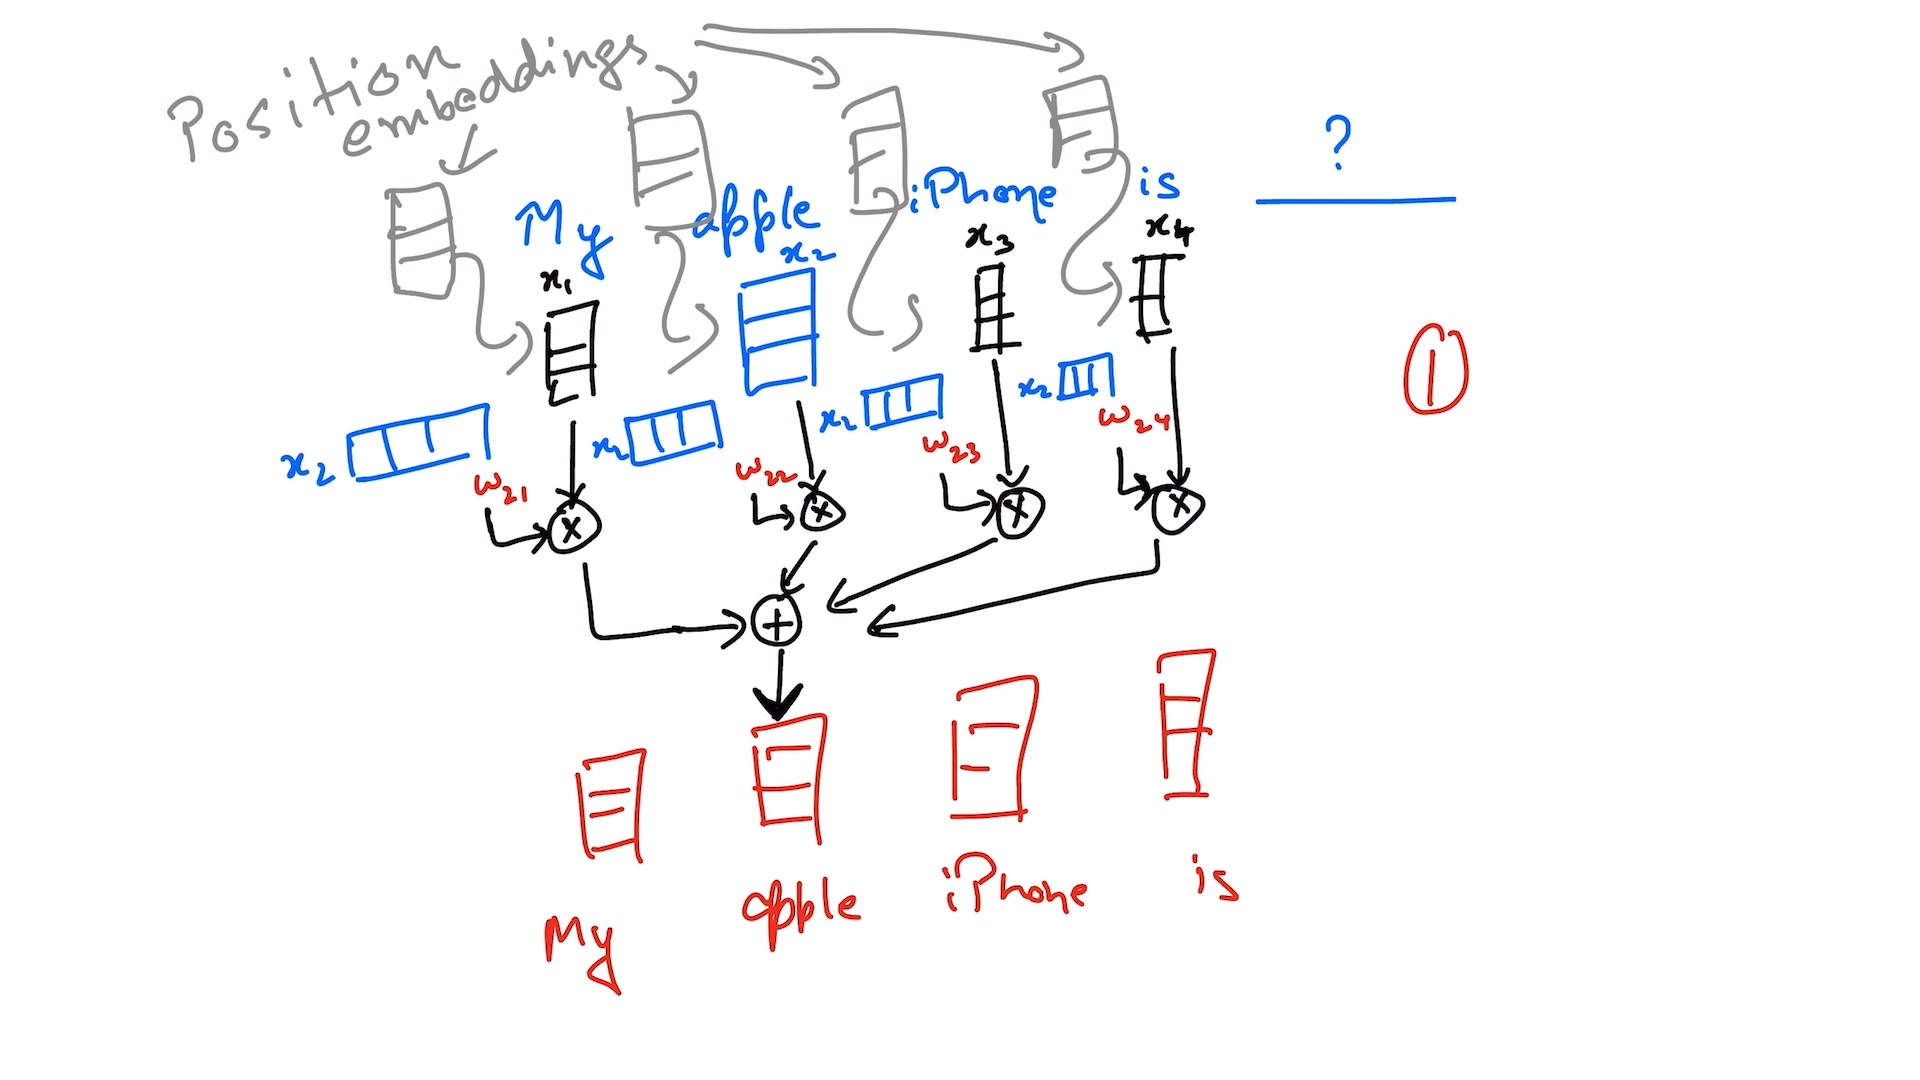 Position
embeddings
My apple iPhone is ?
x1 x2 x3 x4
x2 x2 x2 x2
w21 w22 w23 w24
1
My apple iPhone is